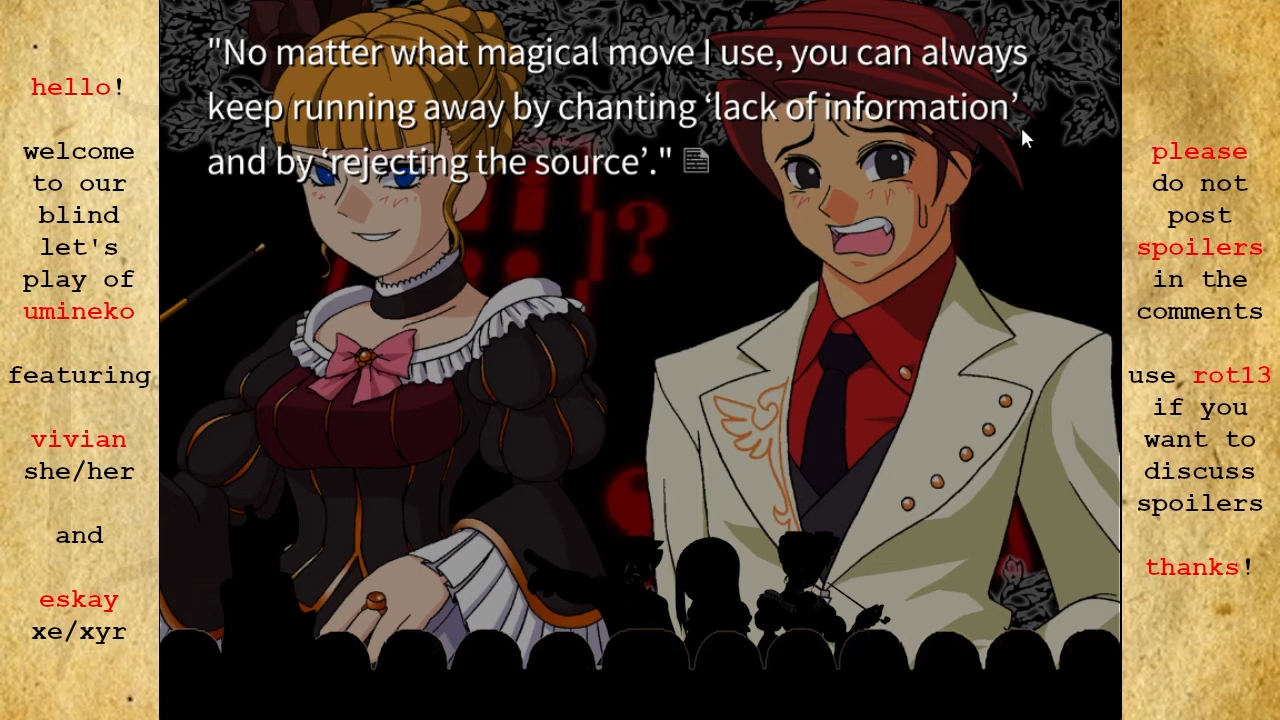 hello!
welcome
to our
blind
let's
play of
umineko
featuring
vivian
she/her
and
eskay
xe/xyr
"No matter what magical move I use, you can always
keep running away by chanting ‘lack of information’
and by ‘rejecting the source’."
?
please
do not
post
spoilers
in the
comments
use rot13
if you
want to
discuss
spoilers
thanks!